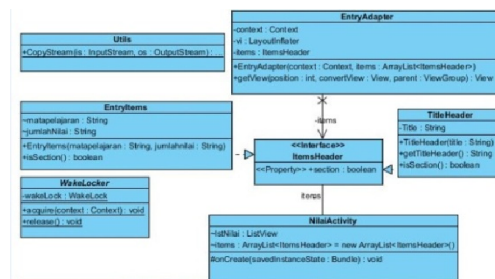 EntryAdapter
-context : Context
-vi : LayoutInflater
-items : ItemsHeader
+EntryAdapter(context : Context, items : ArrayList<ItemsHeader>)
+getView(position : int, convertView : View, parent : ViewGroup) : View
Utils
+CopyStream(is : InputStream, os : OutputStream) : ...
EntryItems
~matapelajaran : String
~jumlahNilai : String
+EntryItems(matapelajaran : String, jumlahnilai : String)
+isSection() : boolean
-items
<<Interface>>
ItemsHeader
<<Property>> +section : boolean
TitleHeader
-Title : String
+TitleHeader(title : String)
+getTitleHeader() : String
+isSection() : boolean
WakeLocker
-wakeLock : WakeLock
+acquire(context : Context) : void
+release() : void
items
NilaiActivity
~lstNilai : ListView
~items : ArrayList<ItemsHeader> = new ArrayList<ItemsHeader>()
#onCreate(savedInstanceState : Bundle) : void